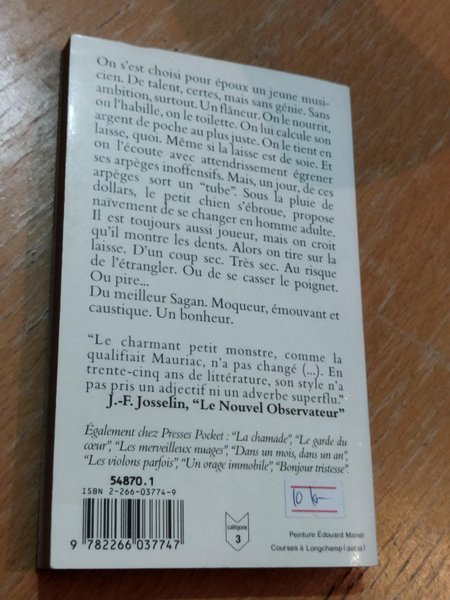 On s'est choisi pour époux un jeune musi-
cien. De talent, certes, mais sans génie. Sans
ambition, surtout. Un flâneur. On le nourrit,
on l'habille, on le toilette. On lui calcule son
argent de poche au plus juste. On le tient en
laisse, quoi. Même si la laisse est de soie. Et
on l'écoute avec attendrissement égrener
ses arpèges inoffensifs. Mais, un jour, de ces
arpèges sort un "tube". Sous la pluie de
dollars, le petit chien s'ébroue, propose
naïvement de se changer en homme adulte.
Il est toujours aussi joueur, mais on croit
qu'il montre les dents. Alors on tire sur la
laisse. D'un coup sec. Très sec. Au risque
de l'étrangler. Ou de se casser le poignet.
Ou pire...
Du meilleur Sagan. Moqueur, émouvant et
caustique. Un bonheur.
"Le charmant petit monstre, comme la
qualifiait Mauriac, n'a pas changé (...). En
trente-cinq ans de littérature, son style n'a
pas pris un adjectif ni un adverbe superflu."
J.-F. Josselin, "Le Nouvel Observateur"
Également chez Presses Pocket : "La chamade", "Le garde du
cœur", "Les merveilleux nuages", "Dans un mois, dans un an",
"Les violons parfois", "Un orage immobile", "Bonjour tristesse".
54870.1
ISBN 2-266-03774-9
9 782266 037747
catégorie
3
10 kr
Peinture Édouard Manet
Courses à Longchamp (détail)